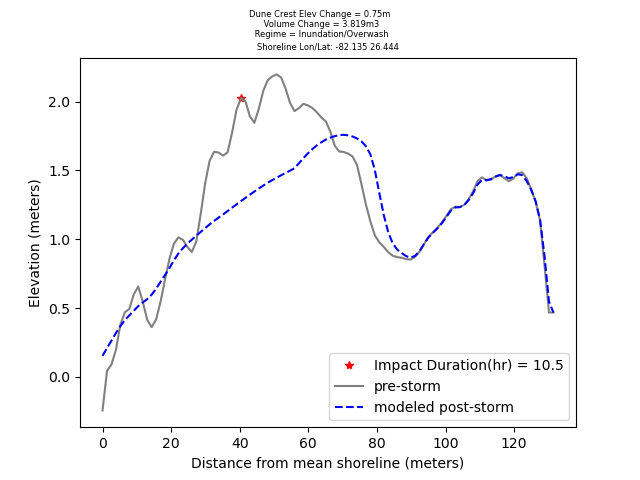 Dune Crest Elev Change = 0.75m
Volume Change = 3.819m3
Regime = Inundation/Overwash
Shoreline Lon/Lat: -82.135 26.444
2.0
1.5
1.0
0.5
0.0
Elevation (meters)
Impact Duration(hr) = 10.5
pre-storm
modeled post-storm
0 20 40 60 80 100 120
Distance from mean shoreline (meters)